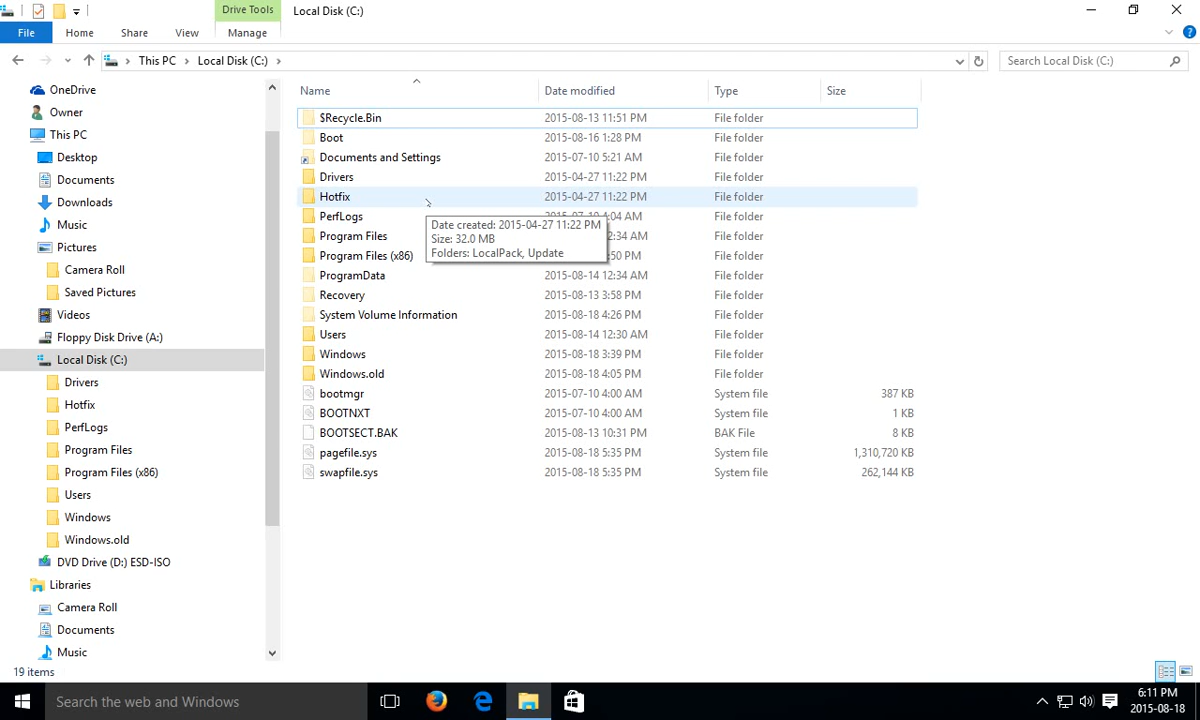 Drive Tools
Local Disk (C:)
File
Home
Share
View
Manage
This PC
Local Disk (C:)
Search Local Disk (C:)
OneDrive
Owner
This PC
Desktop
Documents
Downloads
Music
Pictures
Camera Roll
Saved Pictures
Videos
Floppy Disk Drive (A:)
Local Disk (C:)
Drivers
Hotfix
PerfLogs
Program Files
Program Files (x86)
Users
Windows
Windows.old
DVD Drive (D:) ESD-ISO
Libraries
Camera Roll
Documents
Music
Name Date modified Type Size
$Recycle.Bin 2015-08-13 11:51 PM File folder
Boot 2015-08-16 1:28 PM File folder
Documents and Settings 2015-07-10 5:21 AM File folder
Drivers 2015-04-27 11:22 PM File folder
Hotfix 2015-04-27 11:22 PM File folder
PerfLogs 4:04 AM File folder
Program Files 2:34 AM File folder
Program Files (x86) :50 PM File folder
ProgramData 2015-08-14 12:34 AM File folder
Recovery 2015-08-13 3:58 PM File folder
System Volume Information 2015-08-18 4:26 PM File folder
Users 2015-08-14 12:30 AM File folder
Windows 2015-08-18 3:39 PM File folder
Windows.old 2015-08-18 4:05 PM File folder
bootmgr 2015-07-10 4:00 AM System file 387 KB
BOOTNXT 2015-07-10 4:00 AM System file 1 KB
BOOTSECT.BAK 2015-08-13 10:31 PM BAK File 8 KB
pagefile.sys 2015-08-18 5:35 PM System file 1,310,720 KB
swapfile.sys 2015-08-18 5:35 PM System file 262,144 KB
Date created: 2015-04-27 11:22 PM
Size: 32.0 MB
Folders: LocalPack, Update
19 items
Search the web and Windows
6:11 PM
2015-08-18